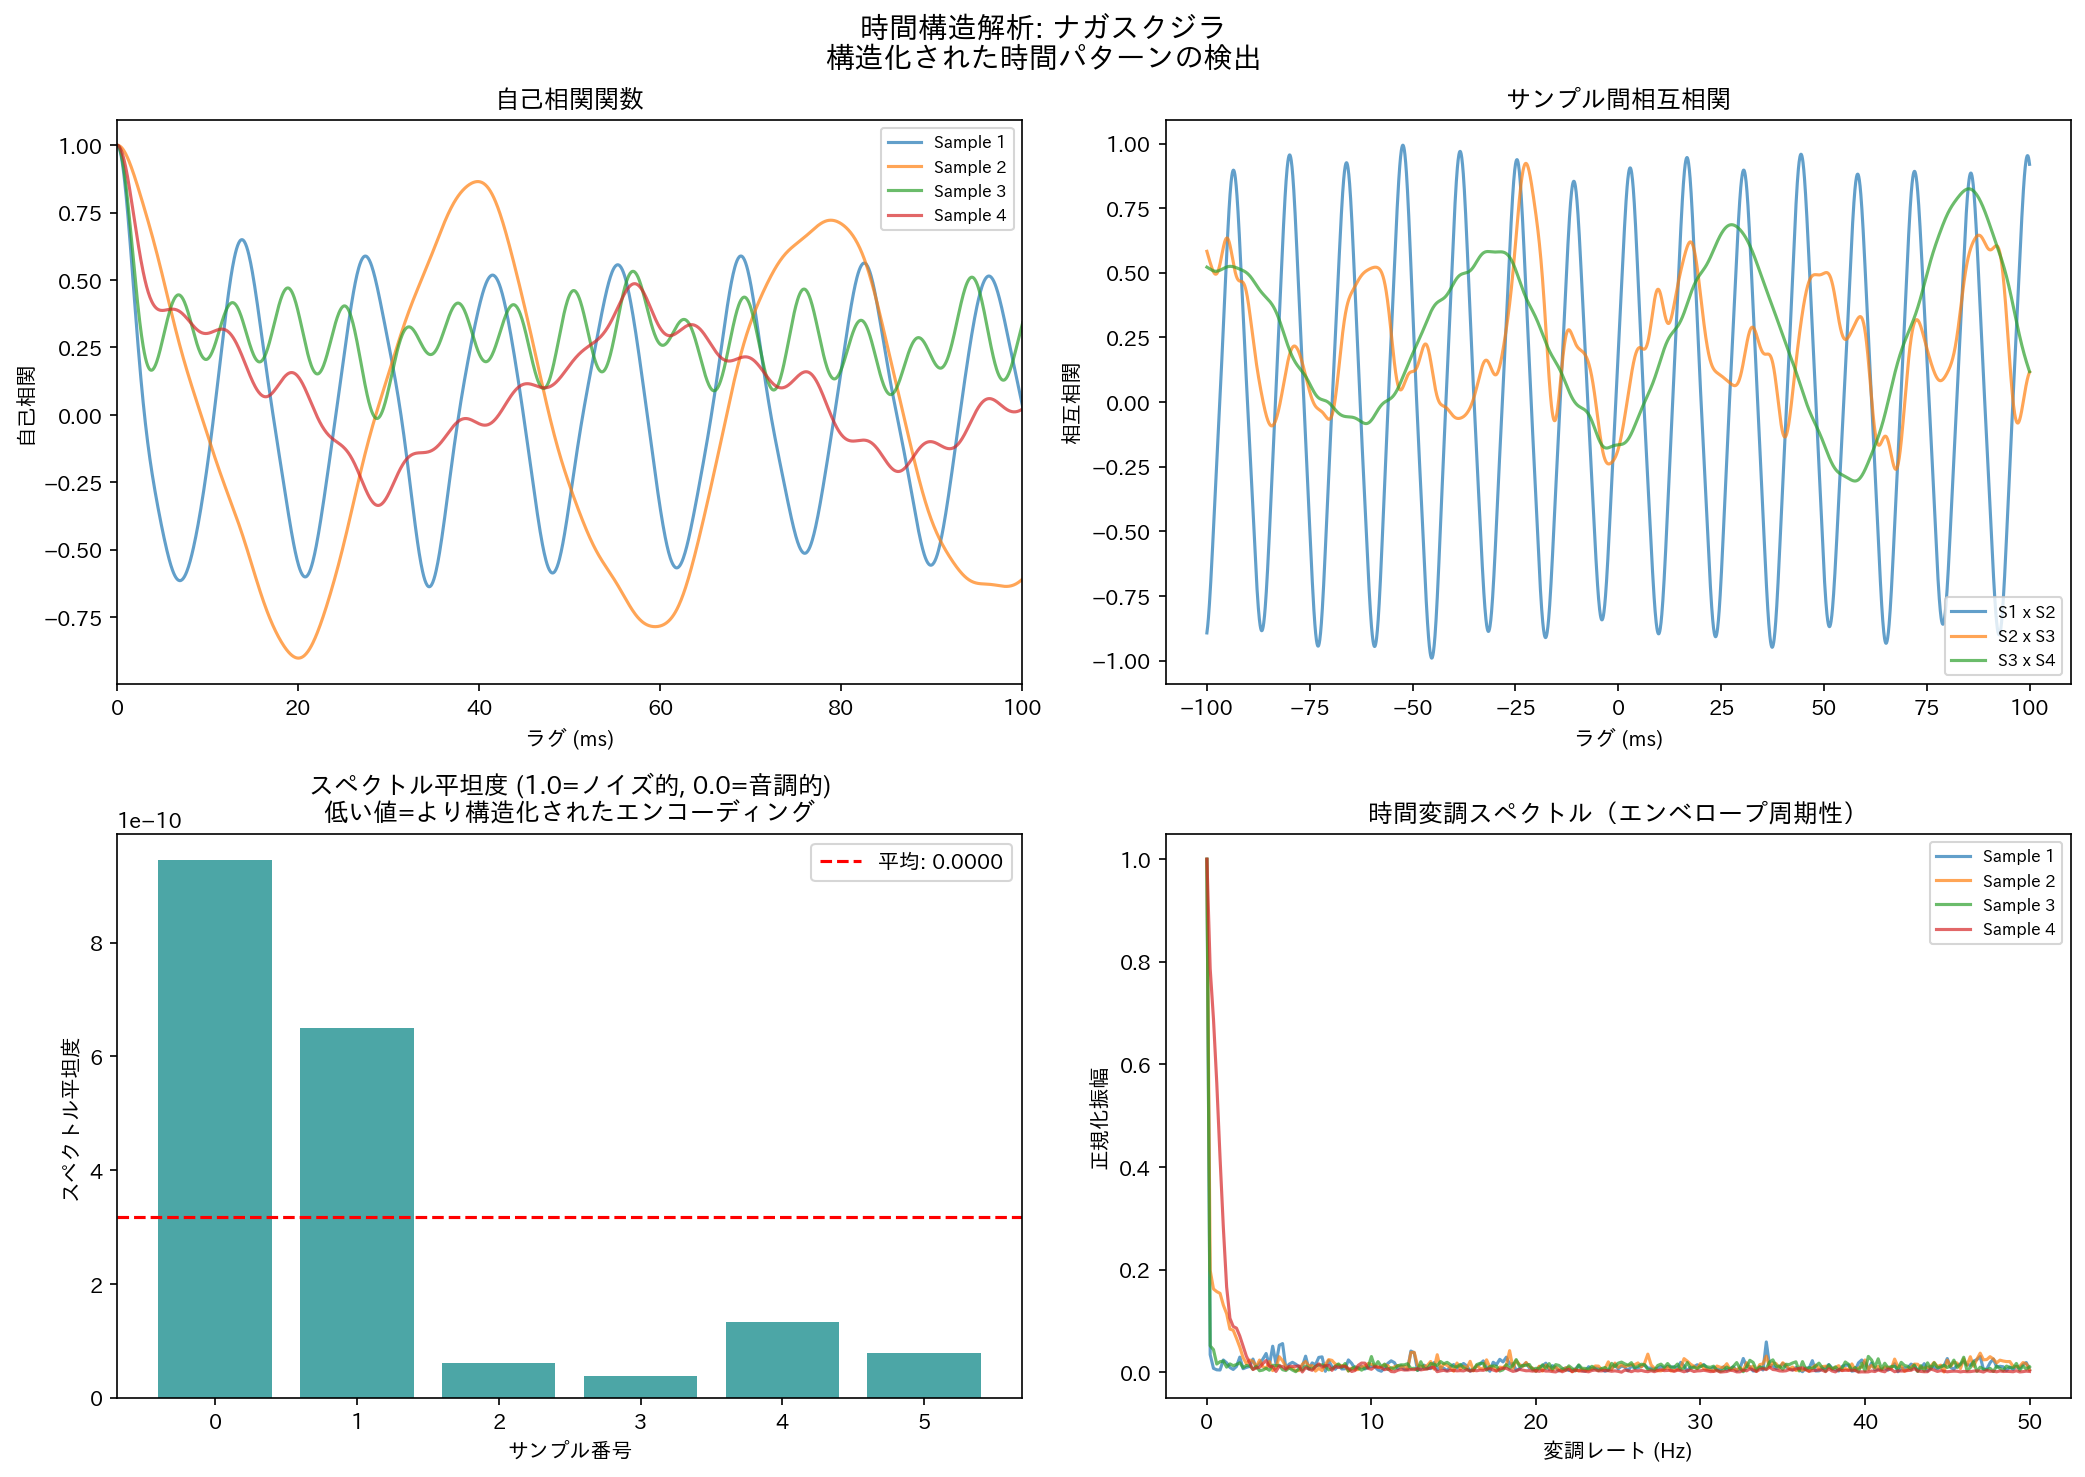 時間構造解析: ナガスクジラ
構造化された時間パターンの検出
自己相関関数
1.00
0.75
0.50
0.25
0.00
−0.25
−0.50
−0.75
自己相関
Sample 1
Sample 2
Sample 3
Sample 4
0 20 40 60 80 100
ラグ (ms)
サンプル間相互相関
1.00
0.75
0.50
0.25
0.00
−0.25
−0.50
−0.75
−1.00
相互相関
S1 x S2
S2 x S3
S3 x S4
−100 −75 −50 −25 0 25 50 75 100
ラグ (ms)
スペクトル平坦度 (1.0=ノイズ的, 0.0=音調的)
低い値=より構造化されたエンコーディング
1e−10
平均: 0.0000
8
6
4
2
0
スペクトル平坦度
0 1 2 3 4 5
サンプル番号
時間変調スペクトル（エンベロープ周期性）
1.0
0.8
0.6
0.4
0.2
0.0
正規化振幅
Sample 1
Sample 2
Sample 3
Sample 4
0 10 20 30 40 50
変調レート (Hz)